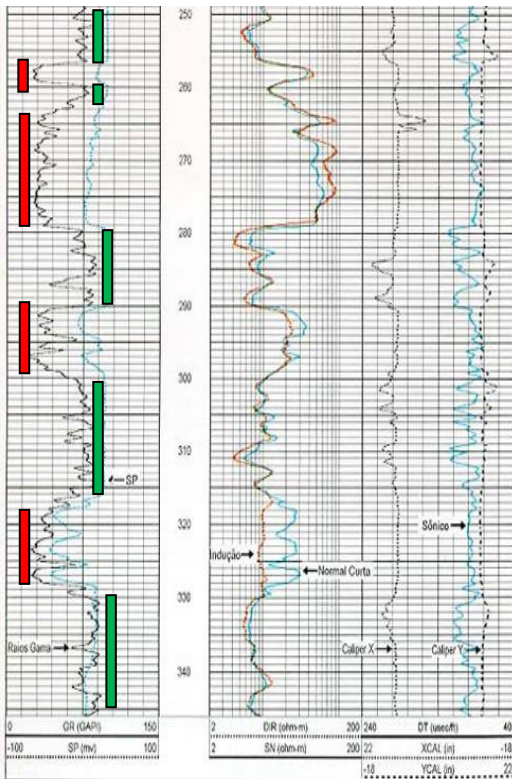 250
260
270
280
290
300
310
SP
320
Sônico
Indução
Normal Curta
330
Raios Gama
Caliper X
Caliper Y
340
0 GR (GAPI) 150
2 DIR (ohm-m) 200
240 DT (usec/ft) 40
-100 SP (mv) 100
2 SN (ohm-m) 200
22 XCAL (in) -18
-18 YCAL (in) 22